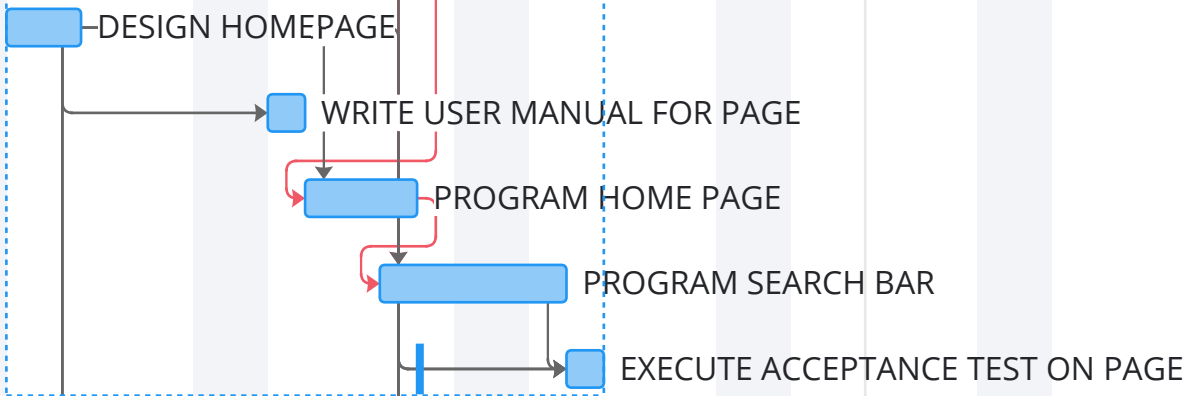 DESIGN HOMEPAGE
WRITE USER MANUAL FOR PAGE
PROGRAM HOME PAGE
PROGRAM SEARCH BAR
EXECUTE ACCEPTANCE TEST ON PAGE